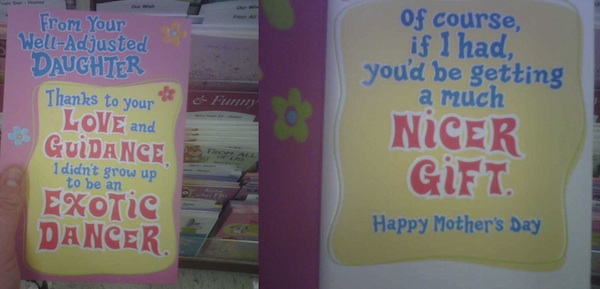 From Your
Well-Adjusted
DAUGHTER
Thanks to your
LOVE and
GUIDANCE,
I didn't grow up
to be an
EXOTIC
DANCER.
& Funny
Of course,
if I had,
you'd be getting
a much
NICER
GIFT.
Happy Mother's Day